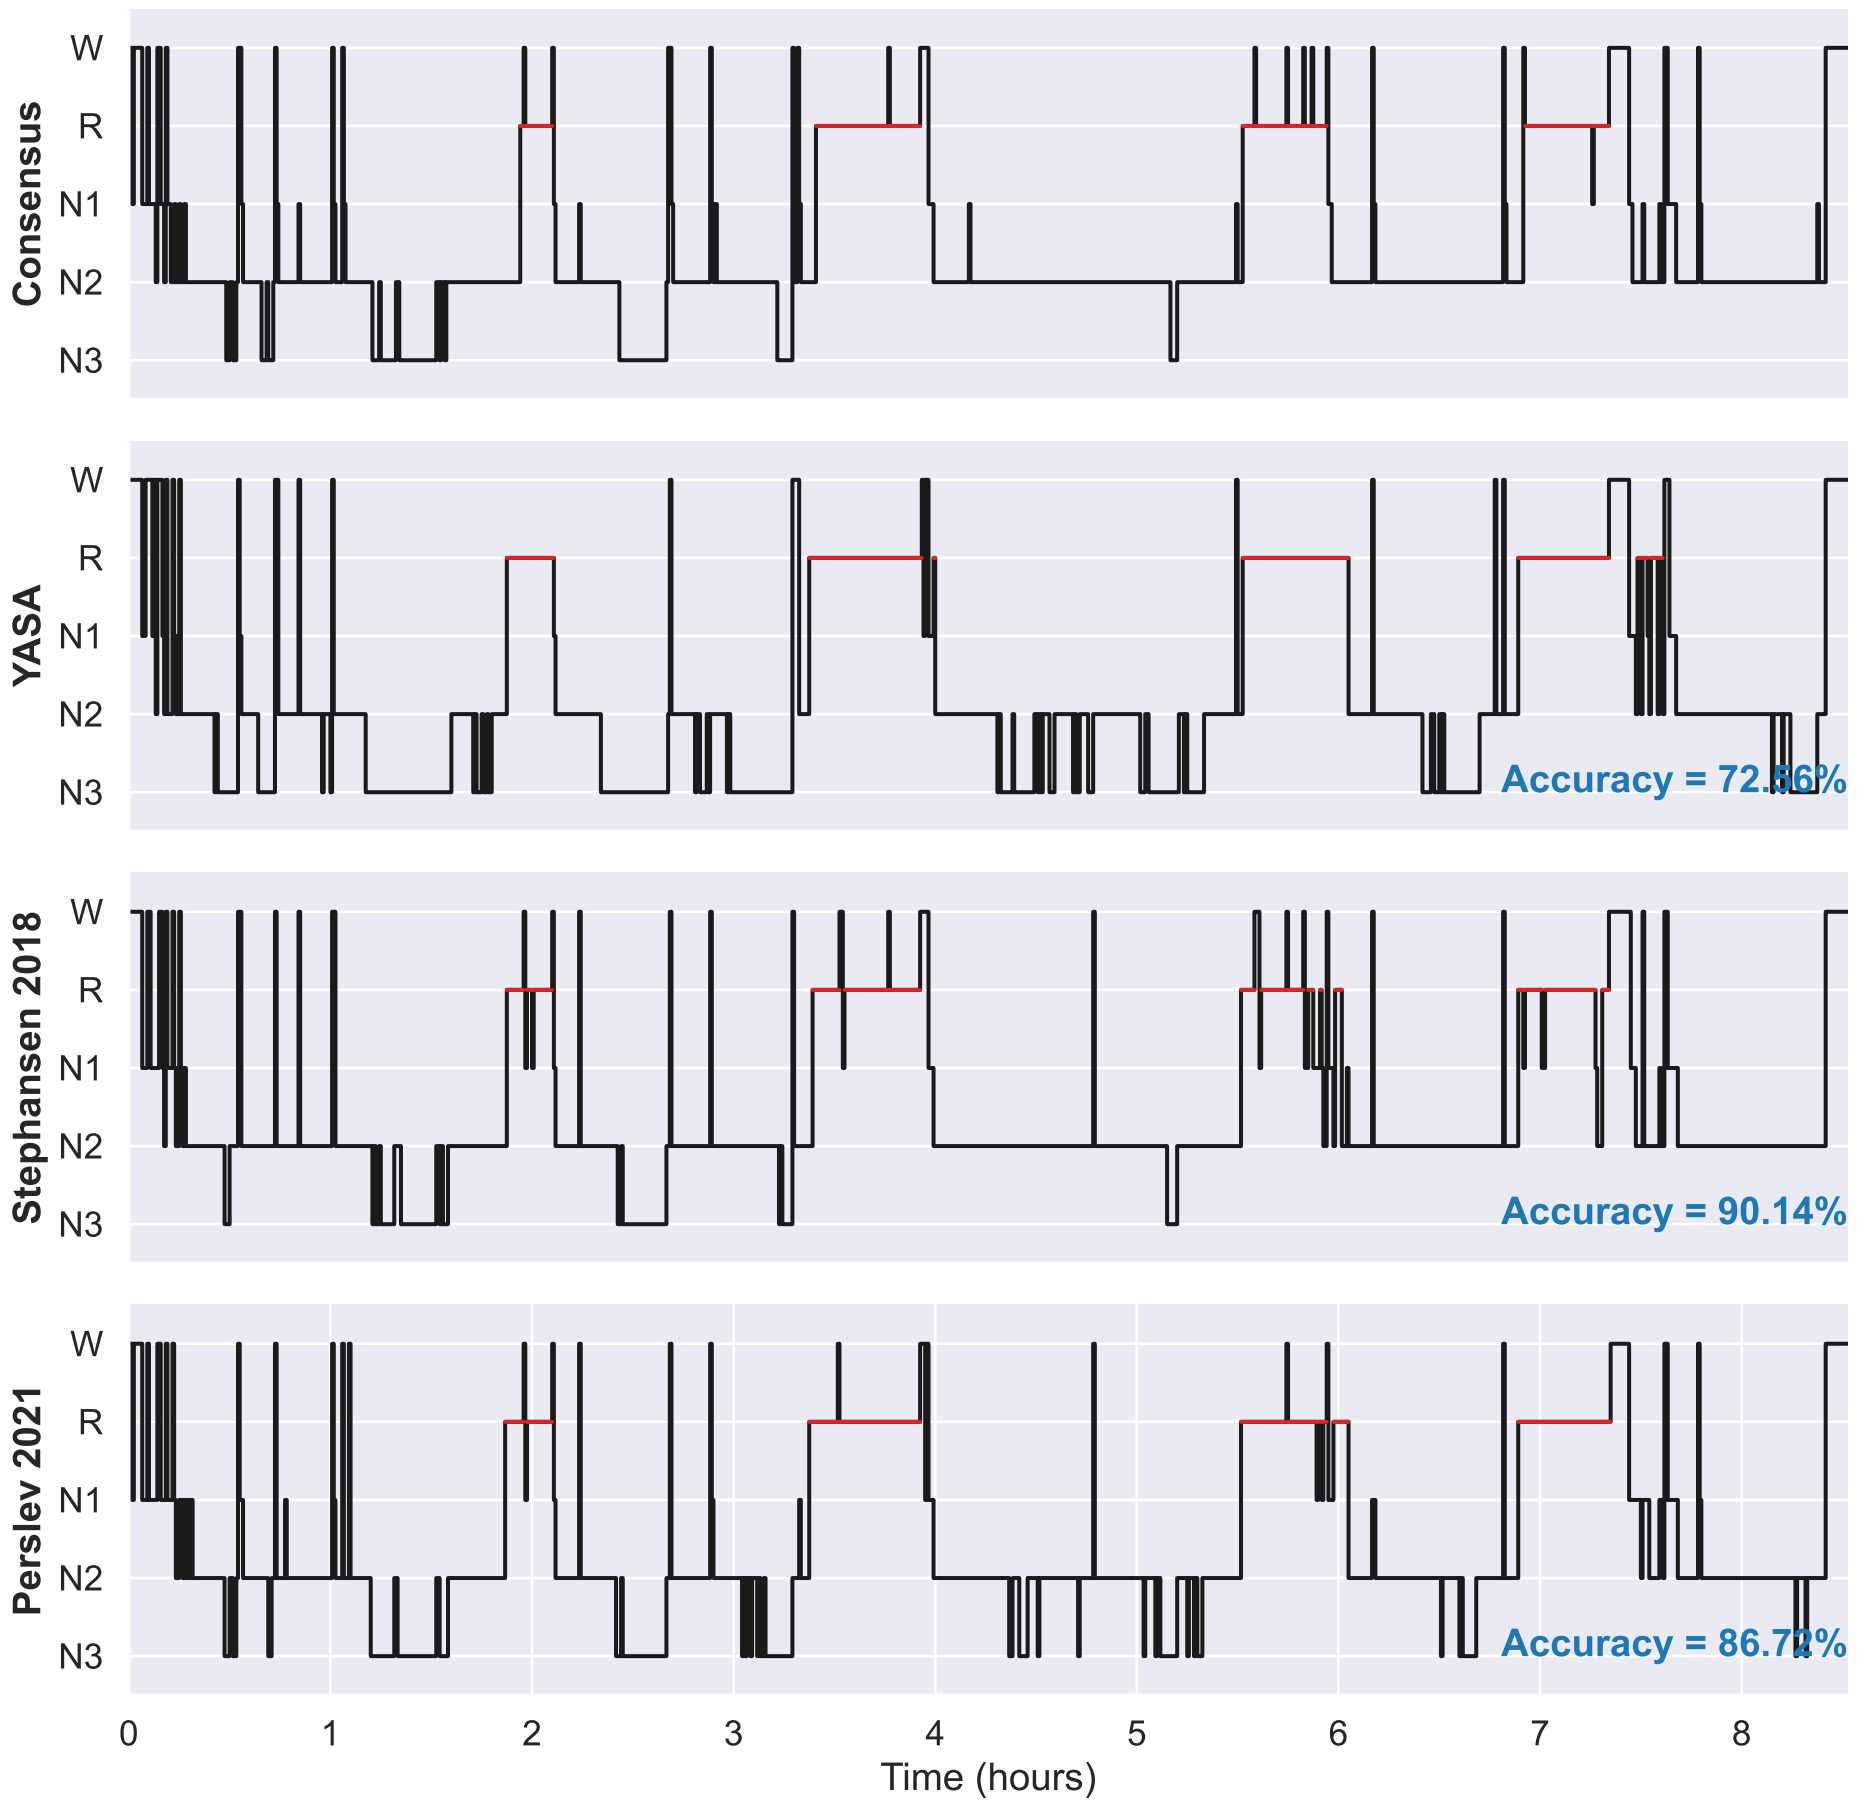 Consensus
W
R
N1
N2
N3
YASA
W
R
N1
N2
N3
Accuracy = 72.56%
Stephansen 2018
W
R
N1
N2
N3
Accuracy = 90.14%
Perslev 2021
W
R
N1
N2
N3
Accuracy = 86.72%
0 1 2 3 4 5 6 7 8
Time (hours)